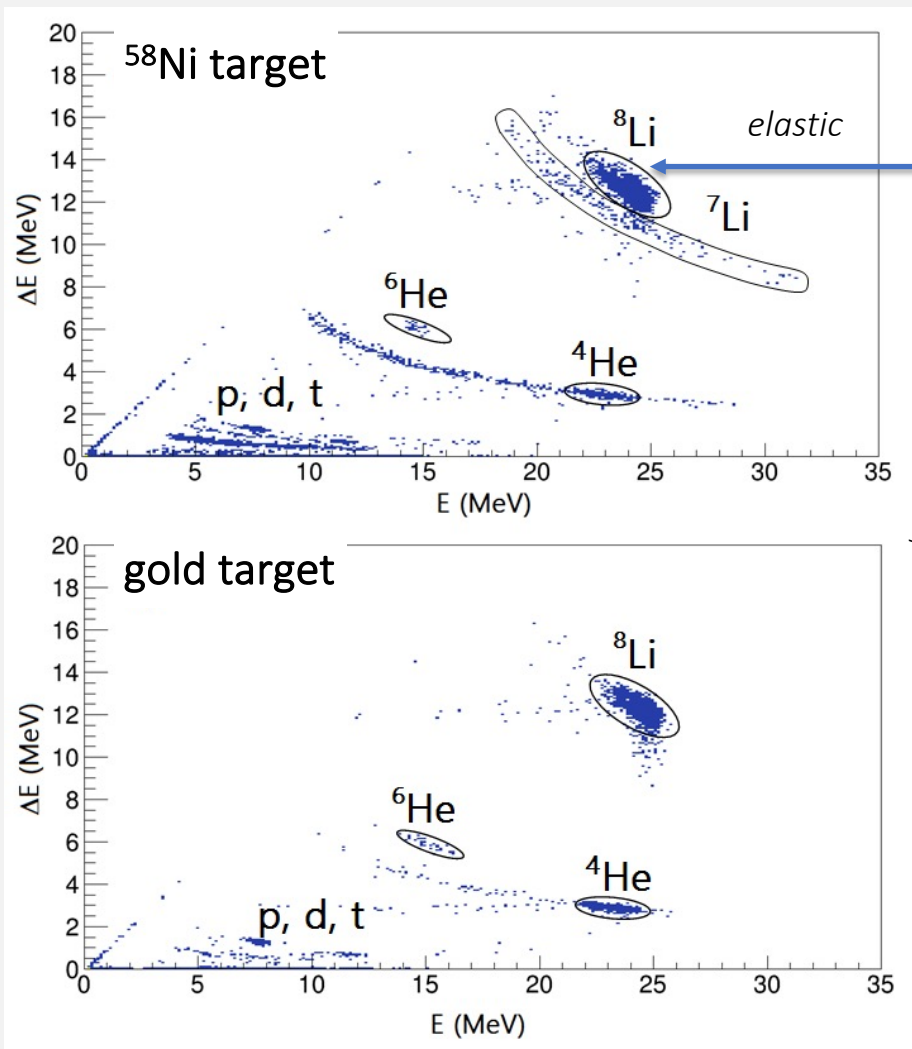 ⁵⁸Ni target
20
18
16
14
12
10
8
6
4
2
0
ΔE (MeV)
⁸Li
elastic
⁷Li
⁶He
⁴He
p, d, t
0 5 10 15 20 25 30 35
E (MeV)
gold target
20
18
16
14
12
10
8
6
4
2
0
ΔE (MeV)
⁸Li
⁶He
⁴He
p, d, t
0 5 10 15 20 25 30 35
E (MeV)